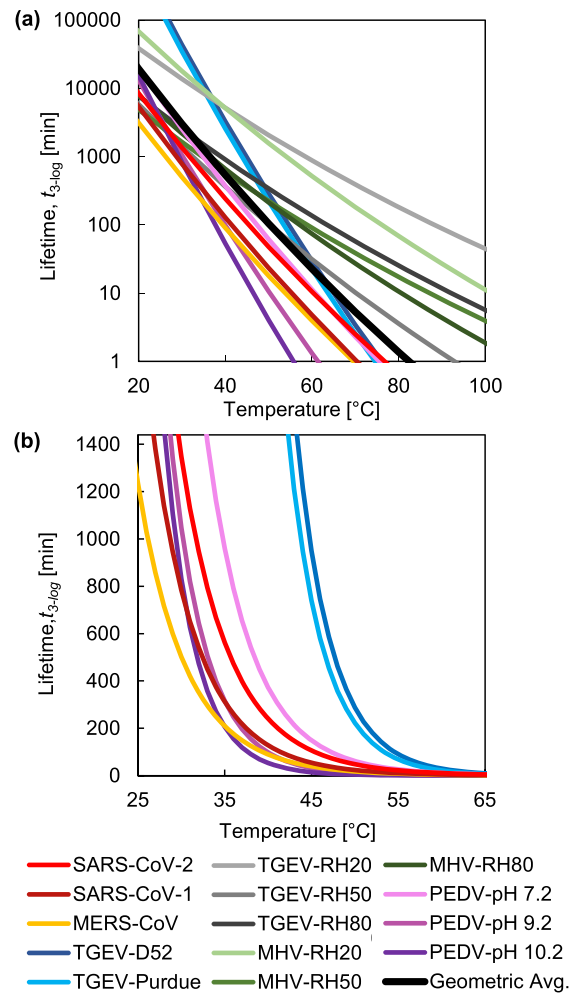 (a)
100000
10000
1000
100
10
1
Lifetime, t3-log [min]
20 40 60 80 100
Temperature [°C]
(b)
1400
1200
1000
800
600
400
200
0
Lifetime,t3-log [min]
25 35 45 55 65
Temperature [°C]
SARS-CoV-2 TGEV-RH20 MHV-RH80
SARS-CoV-1 TGEV-RH50 PEDV-pH 7.2
MERS-CoV TGEV-RH80 PEDV-pH 9.2
TGEV-D52 MHV-RH20 PEDV-pH 10.2
TGEV-Purdue MHV-RH50 Geometric Avg.